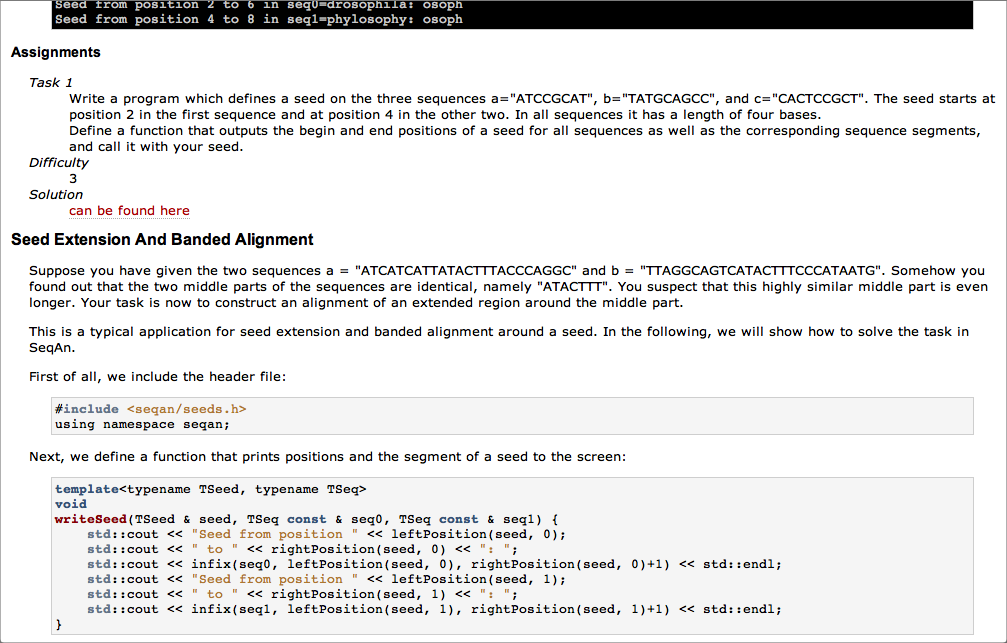 Seed from position 2 to 6 in seq0=drosophila: osoph
Seed from position 4 to 8 in seq1=phylosophy: osoph
Assignments
Task 1
Write a program which defines a seed on the three sequences a="ATCCGCAT", b="TATGCAGCC", and c="CACTCCGCT". The seed starts at
position 2 in the first sequence and at position 4 in the other two. In all sequences it has a length of four bases.
Define a function that outputs the begin and end positions of a seed for all sequences as well as the corresponding sequence segments,
and call it with your seed.
Difficulty
3
Solution
can be found here
Seed Extension And Banded Alignment
Suppose you have given the two sequences a = "ATCATCATTATACTTTACCCAGGC" and b = "TTAGGCAGTCATACTTTCCCATAATG". Somehow you
found out that the two middle parts of the sequences are identical, namely "ATACTTT". You suspect that this highly similar middle part is even
longer. Your task is now to construct an alignment of an extended region around the middle part.
This is a typical application for seed extension and banded alignment around a seed. In the following, we will show how to solve the task in
SeqAn.
First of all, we include the header file:
#include <seqan/seeds.h>
using namespace seqan;
Next, we define a function that prints positions and the segment of a seed to the screen:
template<typename TSeed, typename TSeq>
void
writeSeed(TSeed & seed, TSeq const & seq0, TSeq const & seq1) {
    std::cout << "Seed from position " << leftPosition(seed, 0);
    std::cout << " to " << rightPosition(seed, 0) << ": ";
    std::cout << infix(seq0, leftPosition(seed, 0), rightPosition(seed, 0)+1) << std::endl;
    std::cout << "Seed from position " << leftPosition(seed, 1);
    std::cout << " to " << rightPosition(seed, 1) << ": ";
    std::cout << infix(seq1, leftPosition(seed, 1), rightPosition(seed, 1)+1) << std::endl;
}